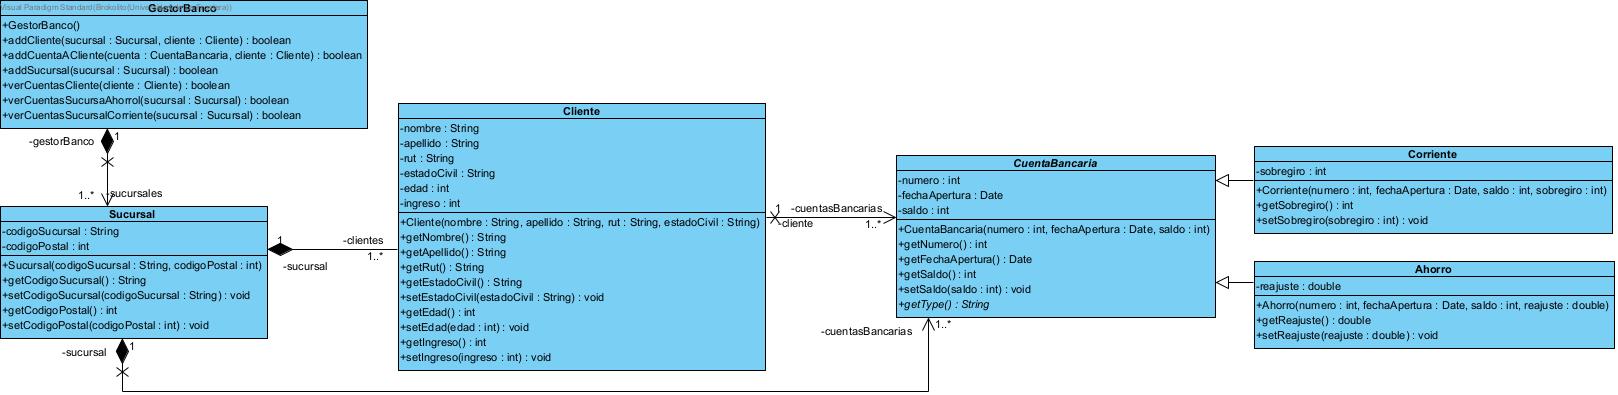 GestorBanco
+GestorBanco()
+addCliente(sucursal : Sucursal, cliente : Cliente) : boolean
+addCuentaACliente(cuenta : CuentaBancaria, cliente : Cliente) : boolean
+addSucursal(sucursal : Sucursal) : boolean
+verCuentasCliente(cliente : Cliente) : boolean
+verCuentasSucursaAhorrol(sucursal : Sucursal) : boolean
+verCuentasSucursalCorriente(sucursal : Sucursal) : boolean
1
-gestorBanco
1..*
-sucursales
Sucursal
-codigoSucursal : String
-codigoPostal : int
+Sucursal(codigoSucursal : String, codigoPostal : int)
+getCodigoSucursal() : String
+setCodigoSucursal(codigoSucursal : String) : void
+getCodigoPostal() : int
+setCodigoPostal(codigoPostal : int) : void
1
-sucursal
-clientes
1..*
Cliente
-nombre : String
-apellido : String
-rut : String
-estadoCivil : String
-edad : int
-ingreso : int
+Cliente(nombre : String, apellido : String, rut : String, estadoCivil : String)
+getNombre() : String
+getApellido() : String
+getRut() : String
+getEstadoCivil() : String
+setEstadoCivil(estadoCivil : String) : void
+getEdad() : int
+setEdad(edad : int) : void
+getIngreso() : int
+setIngreso(ingreso : int) : void
1
-cliente
-cuentasBancarias
1..*
CuentaBancaria
-numero : int
-fechaApertura : Date
-saldo : int
+CuentaBancaria(numero : int, fechaApertura : Date, saldo : int)
+getNumero() : int
+getFechaApertura() : Date
+getSaldo() : int
+setSaldo(saldo : int) : void
+getType() : String
Corriente
-sobregiro : int
+Corriente(numero : int, fechaApertura : Date, saldo : int, sobregiro : int)
+getSobregiro() : int
+setSobregiro(sobregiro : int) : void
Ahorro
-reajuste : double
+Ahorro(numero : int, fechaApertura : Date, saldo : int, reajuste : double)
+getReajuste() : double
+setReajuste(reajuste : double) : void
-sucursal
1
-cuentasBancarias
1..*